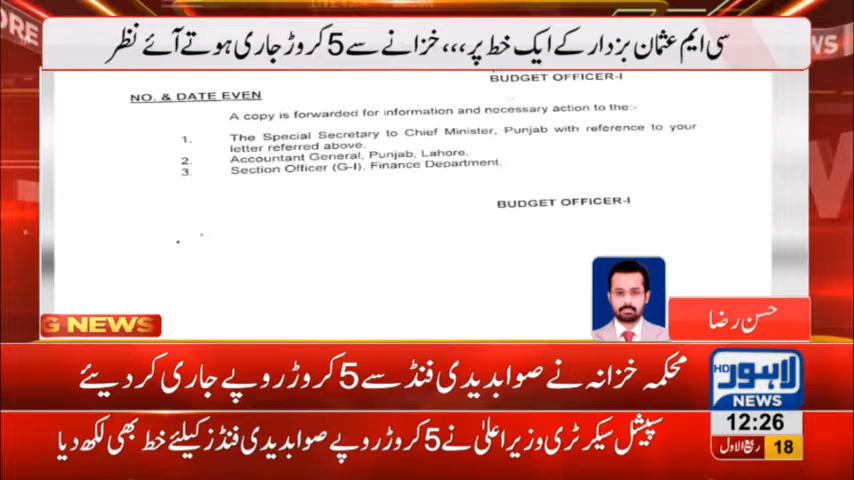 سی ایم عثمان بزدار کے ایک خط پر،،، خزانے سے 5 کروڑ جاری ہوتے آئے نظر
BUDGET OFFICER-I
NO. & DATE EVEN
A copy is forwarded for information and necessary action to the:-
1. The Special Secretary to Chief Minister, Punjab with reference to your
letter referred above.
2. Accountant General, Punjab, Lahore.
3. Section Officer (G-I), Finance Department.
BUDGET OFFICER-I
G NEWS
حسن رضا
محکمہ خزانہ نے صوابدیدی فنڈ سے 5 کروڑ روپے جاری کر دیئے
سپیشل سیکرٹری وزیراعلیٰ نے 5 کروڑ روپے صوابدیدی فنڈز کیلئے خط بھی لکھ دیا
HD لاہور
NEWS
12:26
18 ربیع الاول